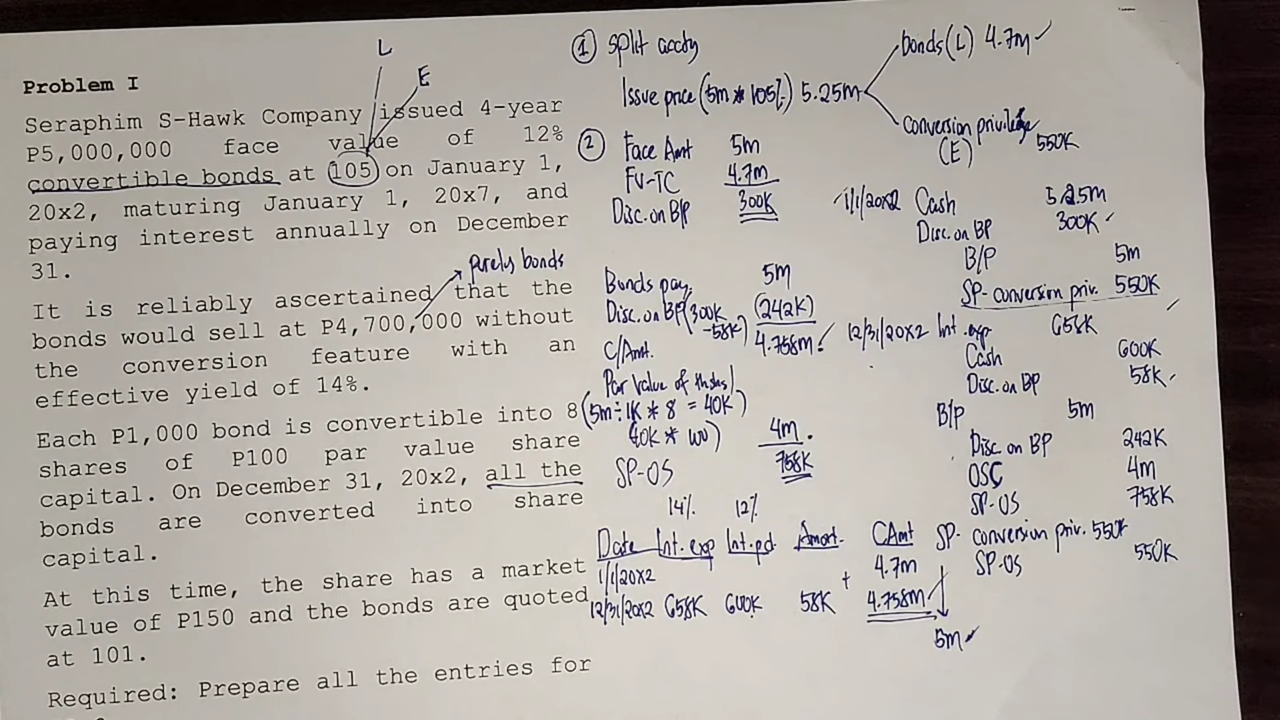 Problem I
Seraphim S-Hawk Company issued 4-year
P5,000,000 face value of 12%
convertible bonds at 105 on January 1,
20x2, maturing January 1, 20x7, and
paying interest annually on December
31.
It is reliably ascertained that the
bonds would sell at P4,700,000 without
the conversion feature with an
effective yield of 14%.
Each P1,000 bond is convertible into 8
shares of P100 par value share
capital. On December 31, 20x2, all the
bonds are converted into share
capital.
At this time, the share has a market
value of P150 and the bonds are quoted
at 101.
Required: Prepare all the entries for
L
E
purely bonds
① split acctg
Issue price (5m * 105%) 5.25m
bonds (L) 4.7m ✓
conversion privilege 550K
(E)
② Face Amt 5m
FV-TC 4.7m
Disc. on B/P 300K
Bonds pay. 5m
Disc. on BP (300K (242K)
-58K)
C/Amt. 4.758m ✓
Par value of
(5m ÷ 1K * 8 = 40K)
(40K * 100) 4m
SP-OS 758K
14% 12%
Date Int. exp Int. pd Amort. CAmt
1/1/20x2 4.7m
12/31/20x2 658K 600K 58K + 4.758m
5m ✓
1/1/20x2 Cash 5.25m
Disc. on BP 300K ✓
B/P 5m
SP-conversion priv. 550K
12/31/20x2 Int. exp 658K
Cash 600K
Disc. on BP 58K ✓
B/P 5m
Disc. on BP 242K
OSC 4m
SP-OS 758K
SP- conversion priv. 550K
SP-OS 550K